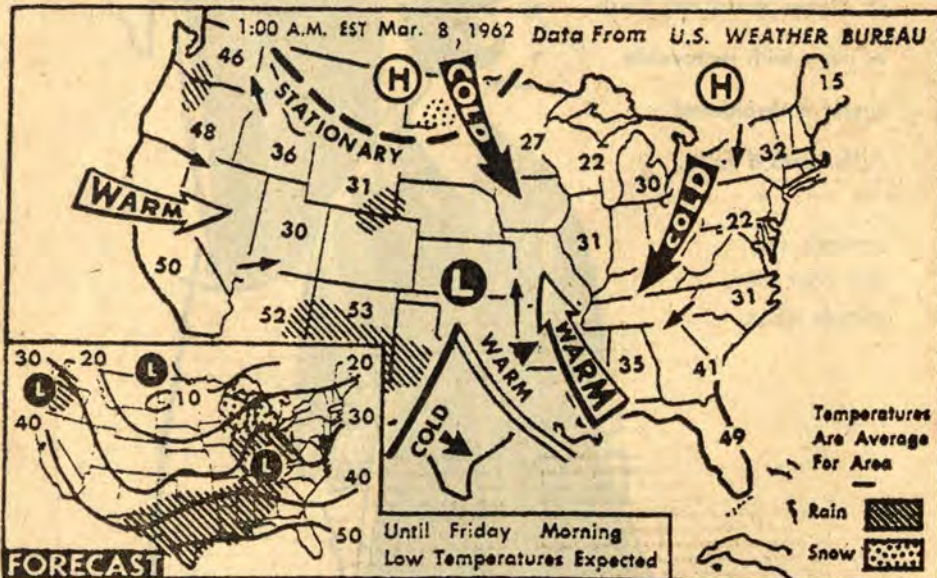 1:00 A.M. EST Mar. 8, 1962 Data From U.S. WEATHER BUREAU
46
H
COLD
H
15
STATIONARY
48
36
27
22
30
32
31
WARM
30
COLD
22
31
50
L
31
52
53
WARM
WARM
35
41
COLD
49
30
20
L
L
10
20
40
30
L
40
50
FORECAST
Until Friday Morning
Low Temperatures Expected
Temperatures
Are Average
For Area
Rain
Snow